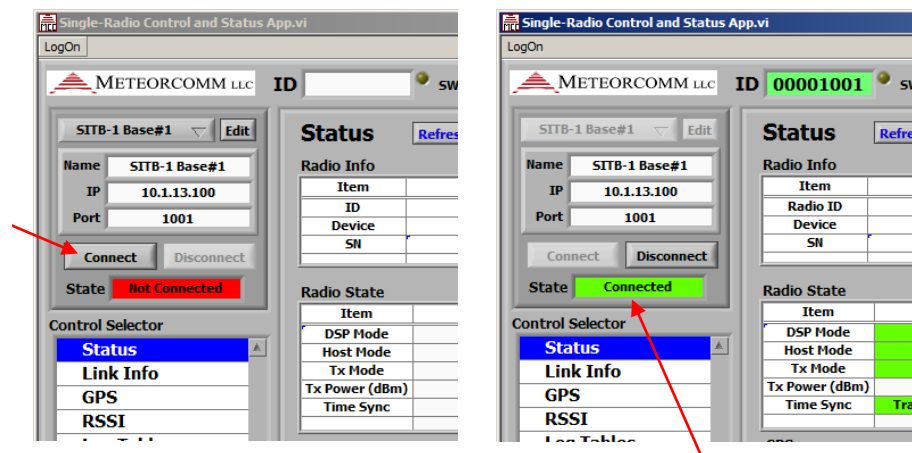 Single-Radio Control and Status App.vi
LogOn
METEORCOMM LLC ID SW
SITB-1 Base#1 Edit
Name SITB-1 Base#1
IP 10.1.13.100
Port 1001
Connect Disconnect
State Not Connected
Control Selector
Status
Link Info
GPS
RSSI
Status
Radio Info
Item
ID
Device
SN
Radio State
Item
DSP Mode
Host Mode
Tx Mode
Tx Power (dBm)
Time Sync
Single-Radio Control and Status App.vi
LogOn
METEORCOMM LLC ID 00001001
SITB-1 Base#1 Edit
Name SITB-1 Base#1
IP 10.1.13.100
Port 1001
Connect Disconnect
State Connected
Control Selector
Status
Link Info
GPS
RSSI
Log Tables
Status
Radio Info
Item
Radio ID
Device
SN
Radio State
Item
DSP Mode
Host Mode
Tx Mode
Tx Power (dBm)
Time Sync